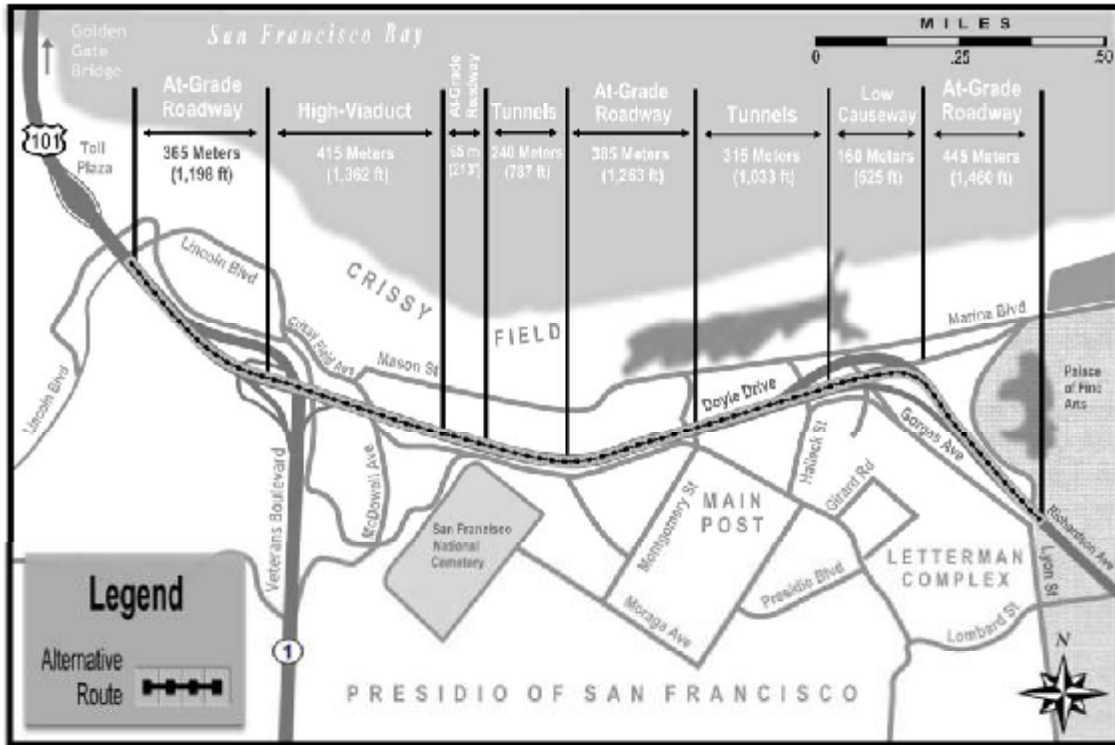 Golden
Gate
Bridge
San Francisco Bay
MILES
0 .25 .50
101
Toll
Plaza
At-Grade
Roadway
365 Meters
(1,198 ft)
High-Viaduct
415 Meters
(1,362 ft)
At-Grade
Roadway
65 m
(213')
Tunnels
240 Meters
(787 ft)
At-Grade
Roadway
385 Meters
(1,263 ft)
Tunnels
315 Meters
(1,033 ft)
Low
Causeway
160 Meters
(525 ft)
At-Grade
Roadway
445 Meters
(1,460 ft)
Lincoln Blvd
Lincoln Blvd
CRISSY
FIELD
Crissy Field Ave
Mason St
Marina Blvd
Doyle Drive
Palace
of Fine
Arts
Veterans Boulevard
McDowell Ave
San Francisco
National
Cemetery
Montgomery St
MAIN
POST
Halleck St
Girard Rd
Gorgas Ave
Richardson Ave
LETTERMAN
COMPLEX
Lyon St
Presidio Blvd
Moraga Ave
Lombard St
1
PRESIDIO OF SAN FRANCISCO
N
Legend
Alternative
Route